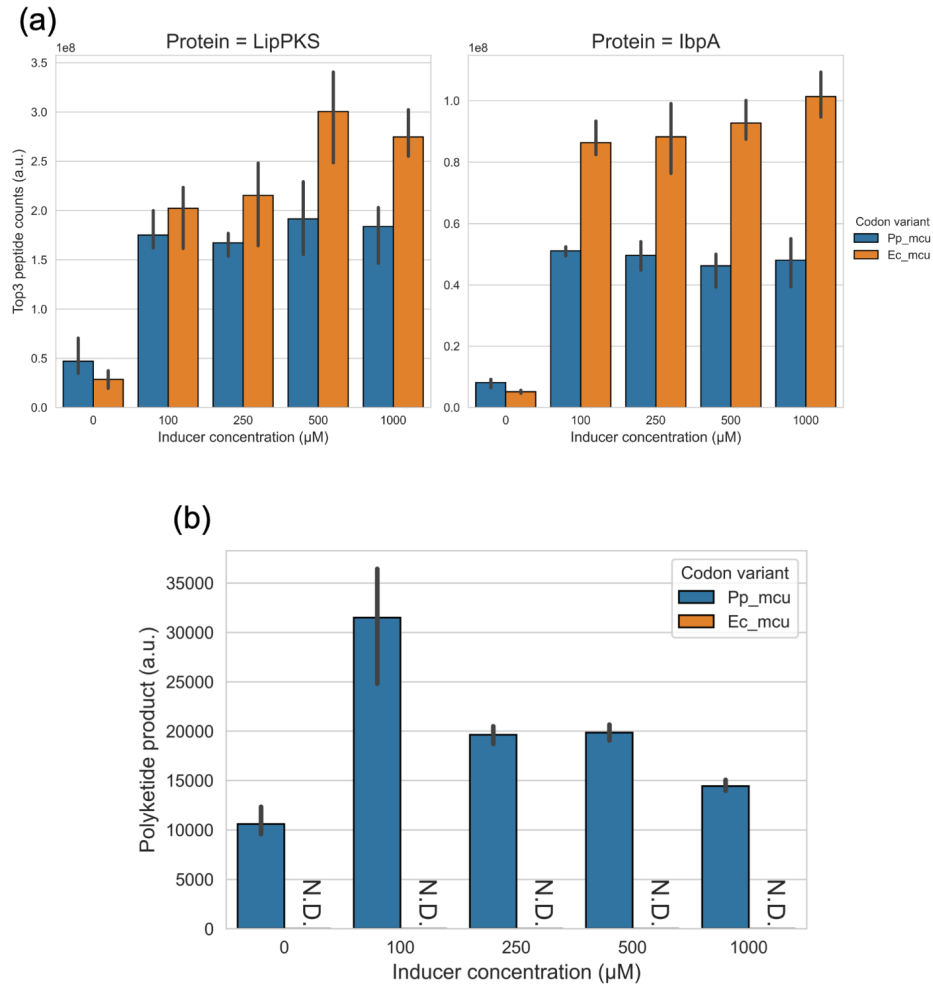 (a)
Protein = LipPKS
Protein = IbpA
1e8
1e8
Top3 peptide counts (a.u.)
3.5
3.0
2.5
2.0
1.5
1.0
0.5
0.0
0 100 250 500 1000
Inducer concentration (µM)
1.0
0.8
0.6
0.4
0.2
0.0
0 100 250 500 1000
Inducer concentration (µM)
Codon variant
Pp_mcu
Ec_mcu
(b)
Polyketide product (a.u.)
35000
30000
25000
20000
15000
10000
5000
0
Codon variant
Pp_mcu
Ec_mcu
N.D. N.D. N.D. N.D. N.D.
0 100 250 500 1000
Inducer concentration (µM)